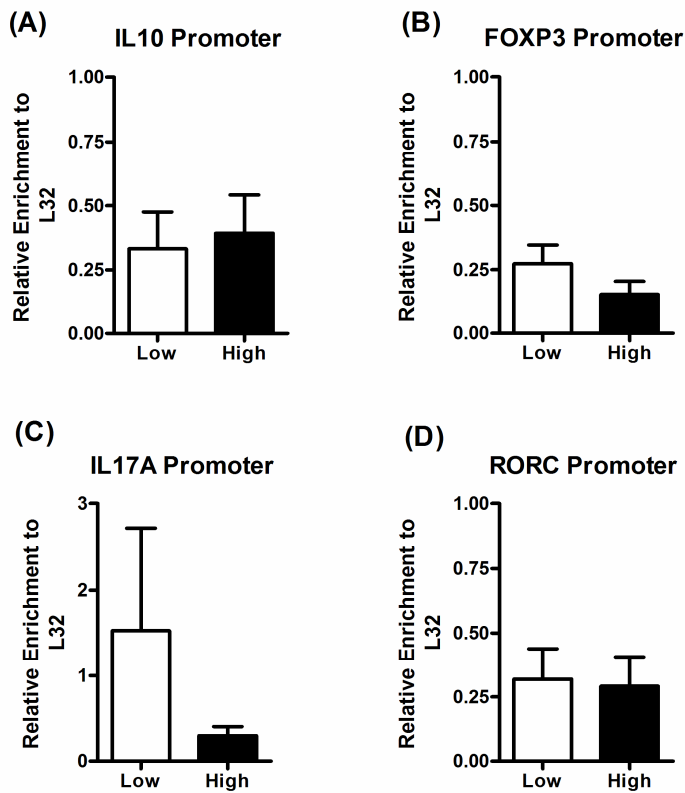 (A)
IL10 Promoter
Relative Enrichment to
L32
1.00
0.75
0.50
0.25
0.00
Low High
(B)
FOXP3 Promoter
Relative Enrichment to
L32
1.00
0.75
0.50
0.25
0.00
Low High
(C)
IL17A Promoter
Relative Enrichment to
L32
3
2
1
0
Low High
(D)
RORC Promoter
Relative Enrichment to
L32
1.00
0.75
0.50
0.25
0.00
Low High